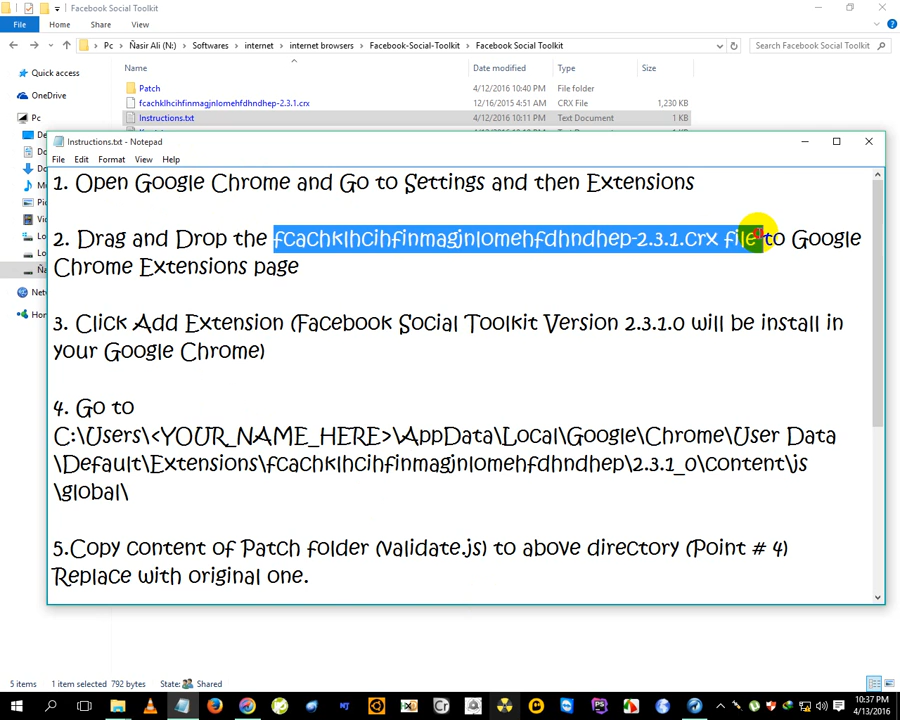 Facebook Social Toolkit
File Home Share View
Pc Ñasir Ali (N:) Softwares internet internet browsers Facebook-Social-Toolkit Facebook Social Toolkit Search Facebook Social Toolkit
Name Date modified Type Size
Quick access
OneDrive
Pc
Patch 4/12/2016 10:40 PM File folder
fcachklhcihfinmagjnlomehfdhndhep-2.3.1.crx 12/16/2015 4:51 AM CRX File 1,230 KB
Instructions.txt 4/12/2016 10:11 PM Text Document 1 KB
Instructions.txt - Notepad
File Edit Format View Help
1. Open Google Chrome and Go to Settings and then Extensions
2. Drag and Drop the fcachklhcihfinmagjnlomehfdhndhep-2.3.1.crx file to Google
Chrome Extensions page
3. Click Add Extension (Facebook Social Toolkit Version 2.3.1.0 will be install in
your Google Chrome)
4. Go to
C:\Users\<YOUR_NAME_HERE>\AppData\Local\Google\Chrome\User Data
\Default\Extensions\fcachklhcihfinmagjnlomehfdhndhep\2.3.1_0\content\js
\global\
5.Copy content of Patch folder (validate.js) to above directory (Point # 4)
Replace with original one.
5 items 1 item selected 792 bytes State: Shared
10:37 PM
4/13/2016